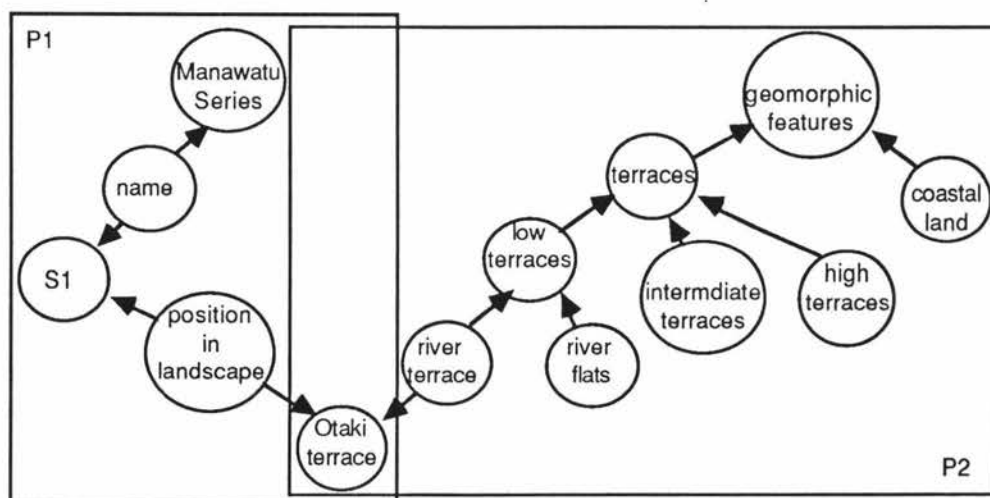 P1
Manawatu
Series
name
S1
position
in
landscape
Otaki
terrace
geomorphic
features
terraces
coastal
land
low
terraces
intermdiate
terraces
high
terraces
river
terrace
river
flats
P2